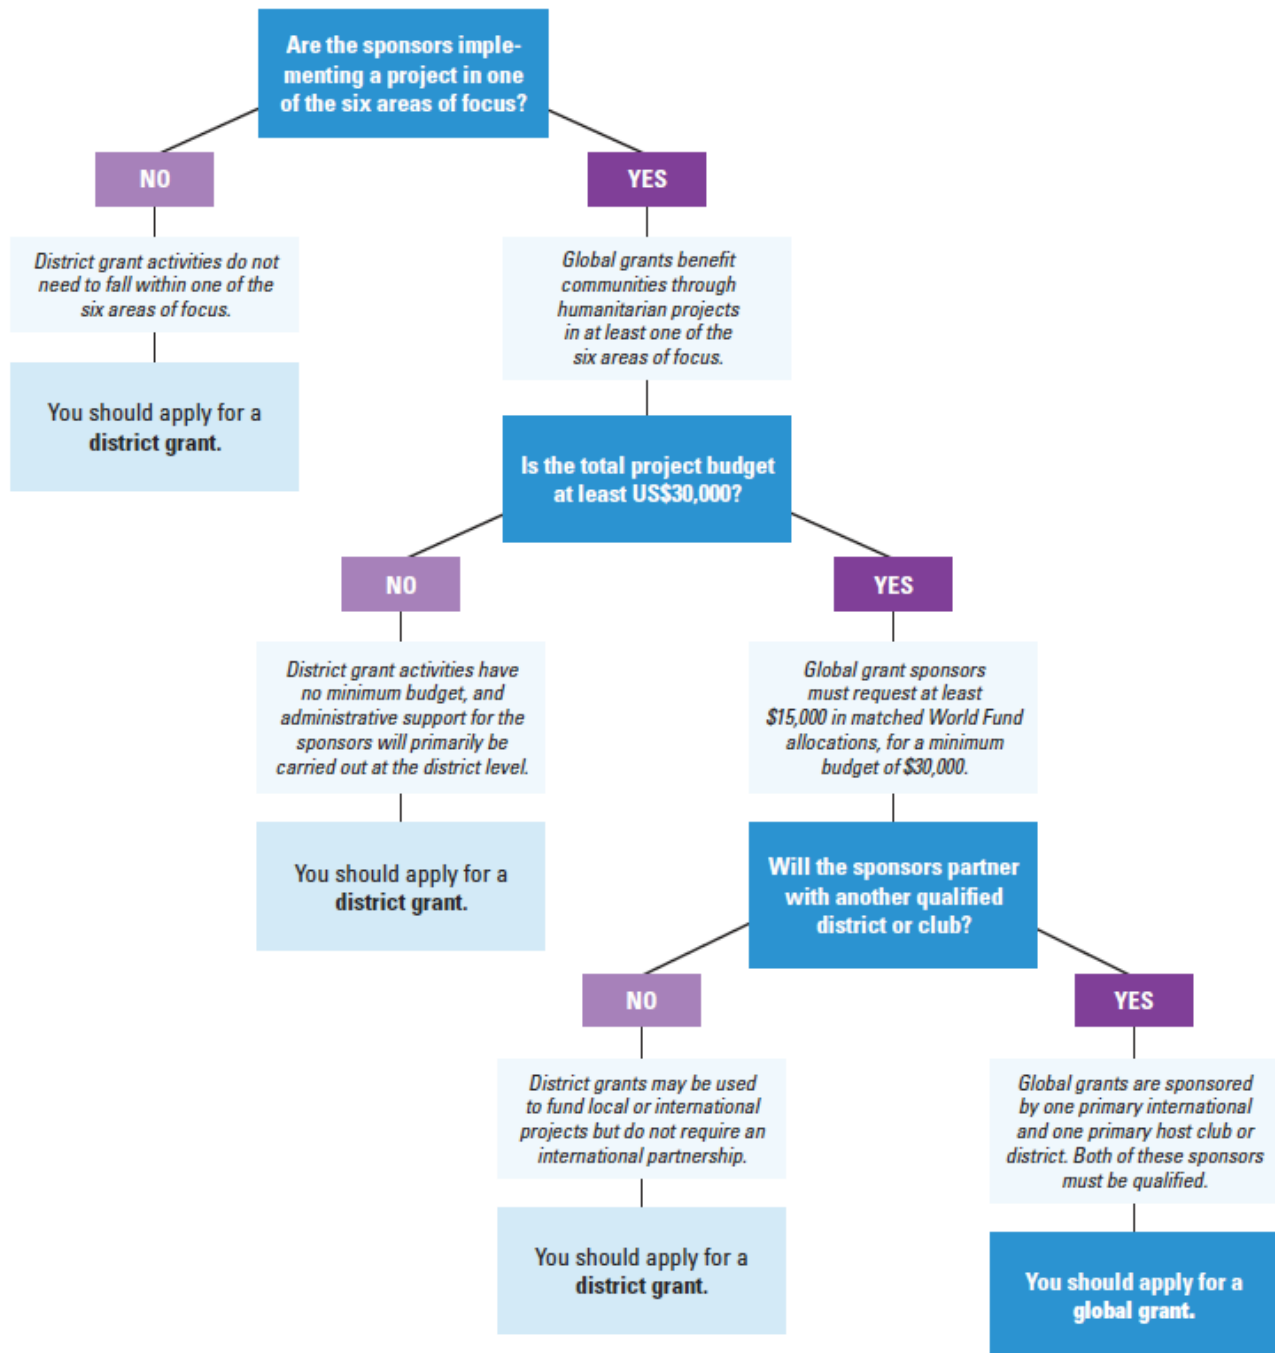 Are the sponsors imple-
menting a project in one
of the six areas of focus?
NO
YES
District grant activities do not
need to fall within one of the
six areas of focus.
Global grants benefit
communities through
humanitarian projects
in at least one of the
six areas of focus.
You should apply for a
district grant.
Is the total project budget
at least US$30,000?
NO
YES
District grant activities have
no minimum budget, and
administrative support for the
sponsors will primarily be
carried out at the district level.
Global grant sponsors
must request at least
$15,000 in matched World Fund
allocations, for a minimum
budget of $30,000.
You should apply for a
district grant.
Will the sponsors partner
with another qualified
district or club?
NO
YES
District grants may be used
to fund local or international
projects but do not require an
international partnership.
Global grants are sponsored
by one primary international
and one primary host club or
district. Both of these sponsors
must be qualified.
You should apply for a
district grant.
You should apply for a
global grant.